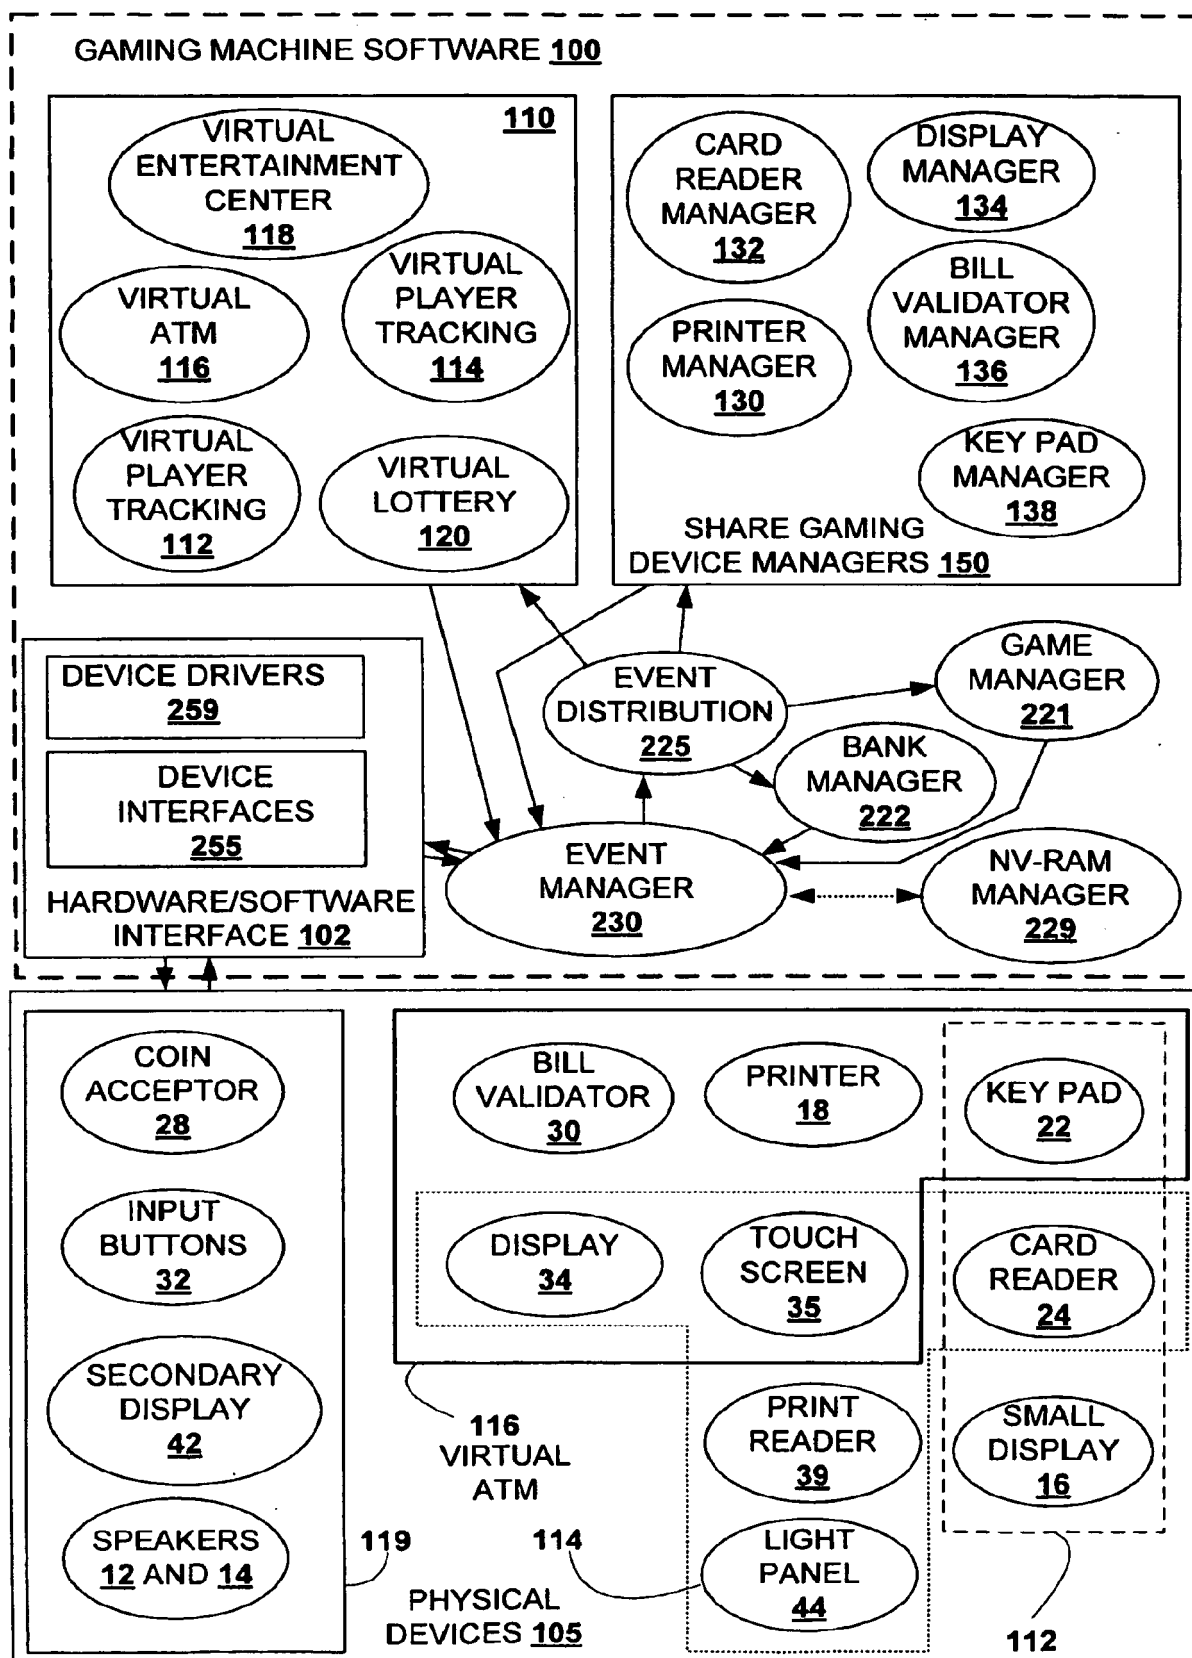 GAMING MACHINE SOFTWARE 100
110
VIRTUAL
ENTERTAINMENT
CENTER
118
VIRTUAL
ATM
116
VIRTUAL
PLAYER
TRACKING
114
VIRTUAL
PLAYER
TRACKING
112
VIRTUAL
LOTTERY
120
CARD
READER
MANAGER
132
DISPLAY
MANAGER
134
PRINTER
MANAGER
130
BILL
VALIDATOR
MANAGER
136
KEY PAD
MANAGER
138
SHARE GAMING
DEVICE MANAGERS 150
DEVICE DRIVERS
259
DEVICE
INTERFACES
255
HARDWARE/SOFTWARE
INTERFACE 102
EVENT
DISTRIBUTION
225
GAME
MANAGER
221
BANK
MANAGER
222
EVENT
MANAGER
230
NV-RAM
MANAGER
229
COIN
ACCEPTOR
28
INPUT
BUTTONS
32
SECONDARY
DISPLAY
42
SPEAKERS
12 AND 14
119
BILL
VALIDATOR
30
PRINTER
18
KEY PAD
22
DISPLAY
34
TOUCH
SCREEN
35
CARD
READER
24
116
VIRTUAL
ATM
PRINT
READER
39
SMALL
DISPLAY
16
114
LIGHT
PANEL
44
PHYSICAL
DEVICES 105
112